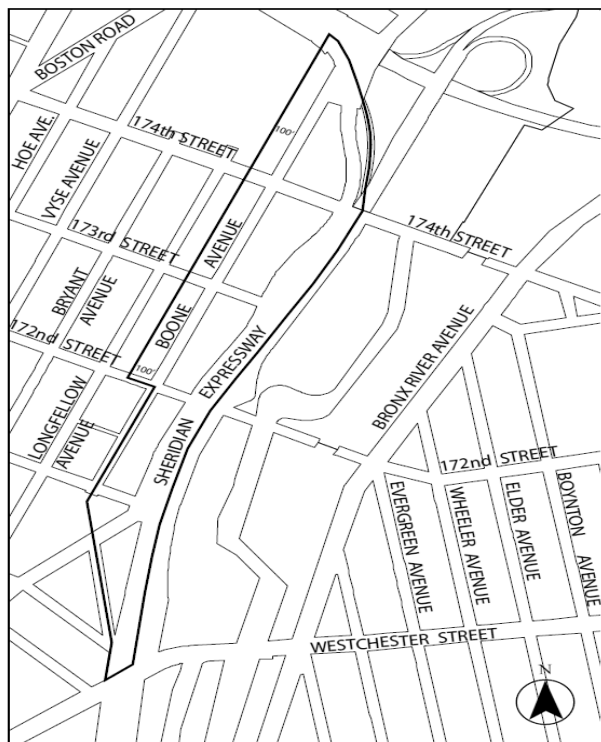 BOSTON ROAD
HOE AVE.
VYSE AVENUE
174th STREET
100'
173rd STREET
AVENUE
174th STREET
BRYANT
AVENUE
BOONE
172nd STREET
100'
EXPRESSWAY
BRONX RIVER AVENUE
LONGFELLOW
AVENUE
SHERIDIAN
172nd STREET
EVERGREEN AVENUE
WHEELER AVENUE
ELDER AVENUE
BOYNTON AVENUE
WESTCHESTER STREET
N